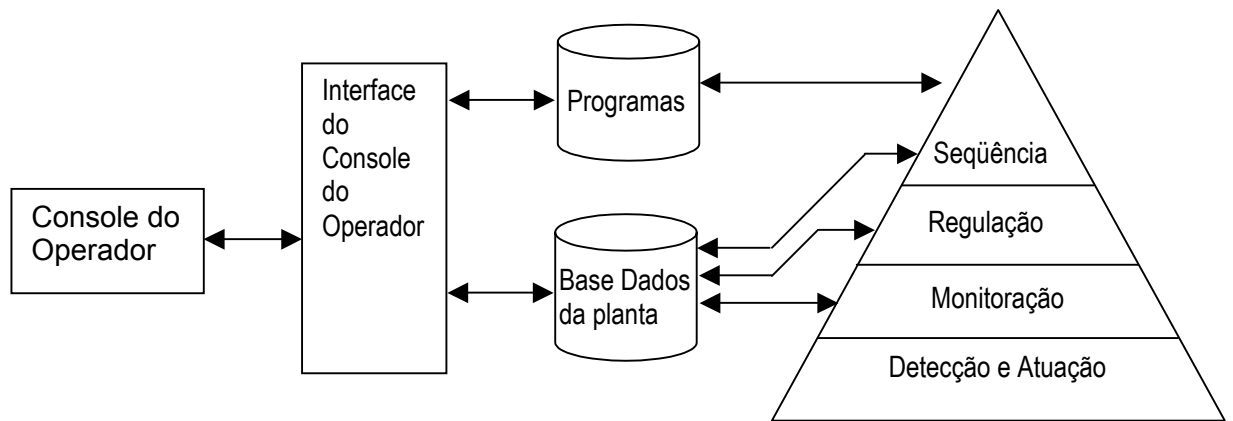 Console do
Operador
Interface
do
Console
do
Operador
Programas
Base Dados
da planta
Seqüência
Regulação
Monitoração
Detecção e Atuação